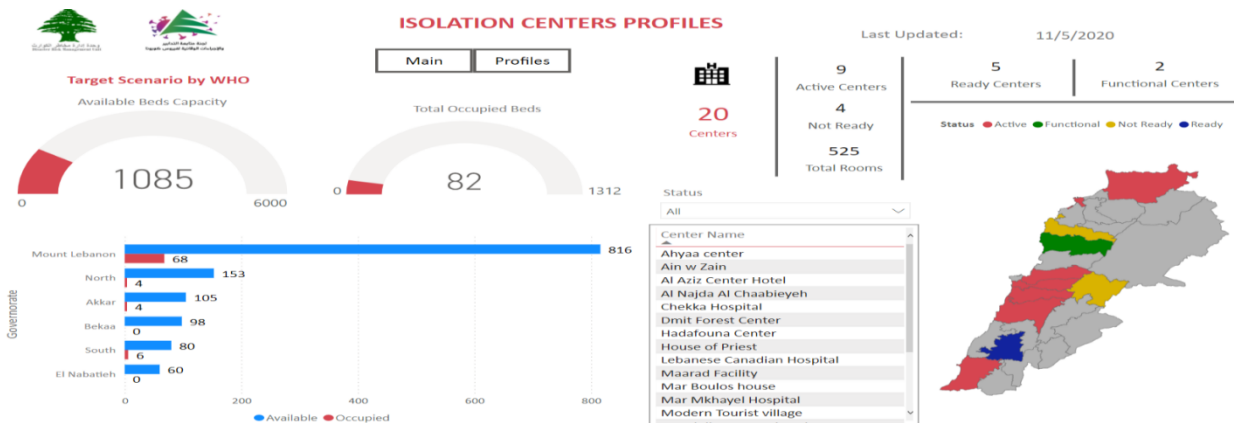 ISOLATION CENTERS PROFILES
Main
Profiles
Last Updated:
11/5/2020
Target Scenario by WHO
Available Beds Capacity
1085
0
6000
Total Occupied Beds
82
0
1312
20
Centers
9
Active Centers
4
Not Ready
525
Total Rooms
5
Ready Centers
2
Functional Centers
Status Active Functional Not Ready Ready
Status
All
Center Name
Ahyaa center
Ain w Zain
Al Aziz Center Hotel
Al Najda Al Chaabieyeh
Chekka Hospital
Dmit Forest Center
Hadafouna Center
House of Priest
Lebanese Canadian Hospital
Maarad Facility
Mar Boulos house
Mar Mkhayel Hospital
Modern Tourist village
Governorate
Mount Lebanon
816
68
North
153
4
Akkar
105
4
Bekaa
98
0
South
80
6
El Nabatieh
60
0
0
200
400
600
800
Available Occupied